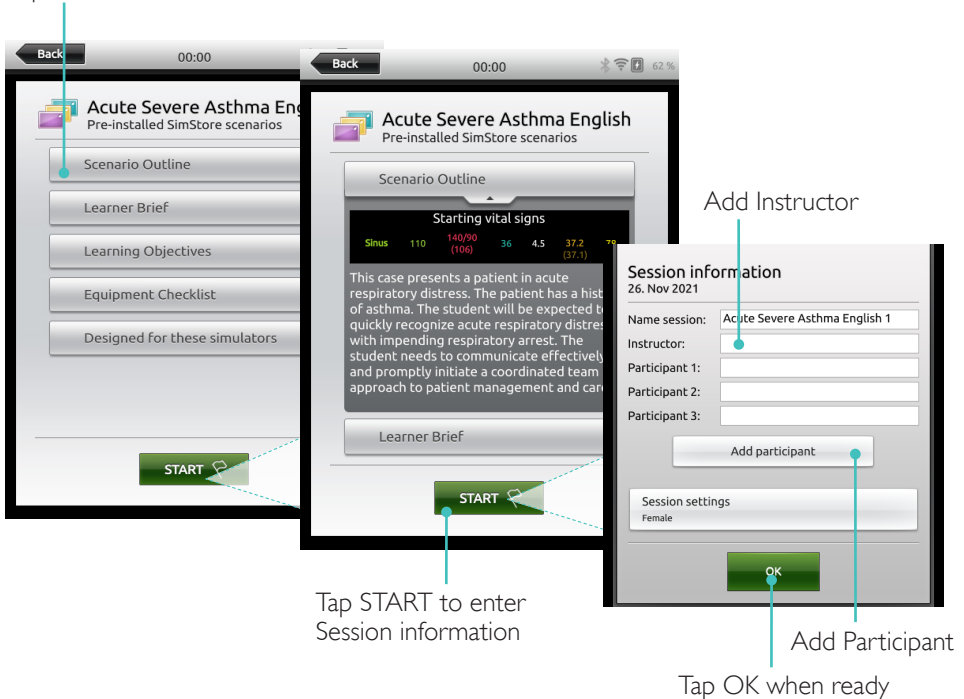 Back
00:00
Acute Severe Asthma Eng
Pre-installed SimStore scenarios
Scenario Outline
Learner Brief
Learning Objectives
Equipment Checklist
Designed for these simulators
START
Back
00:00
62 %
Acute Severe Asthma English
Pre-installed SimStore scenarios
Scenario Outline
Starting vital signs
Sinus 110 140/90 36 4.5 37.2 78
(106) (37.1)
This case presents a patient in acute
respiratory distress. The patient has a hist
of asthma. The student will be expected t
quickly recognize acute respiratory distres
with impending respiratory arrest. The
student needs to communicate effectively
and promptly initiate a coordinated team
approach to patient management and car
Learner Brief
START
Tap START to enter
Session information
Add Instructor
Session information
26. Nov 2021
Name session: Acute Severe Asthma English 1
Instructor:
Participant 1:
Participant 2:
Participant 3:
Add participant
Session settings
Female
OK
Add Participant
Tap OK when ready